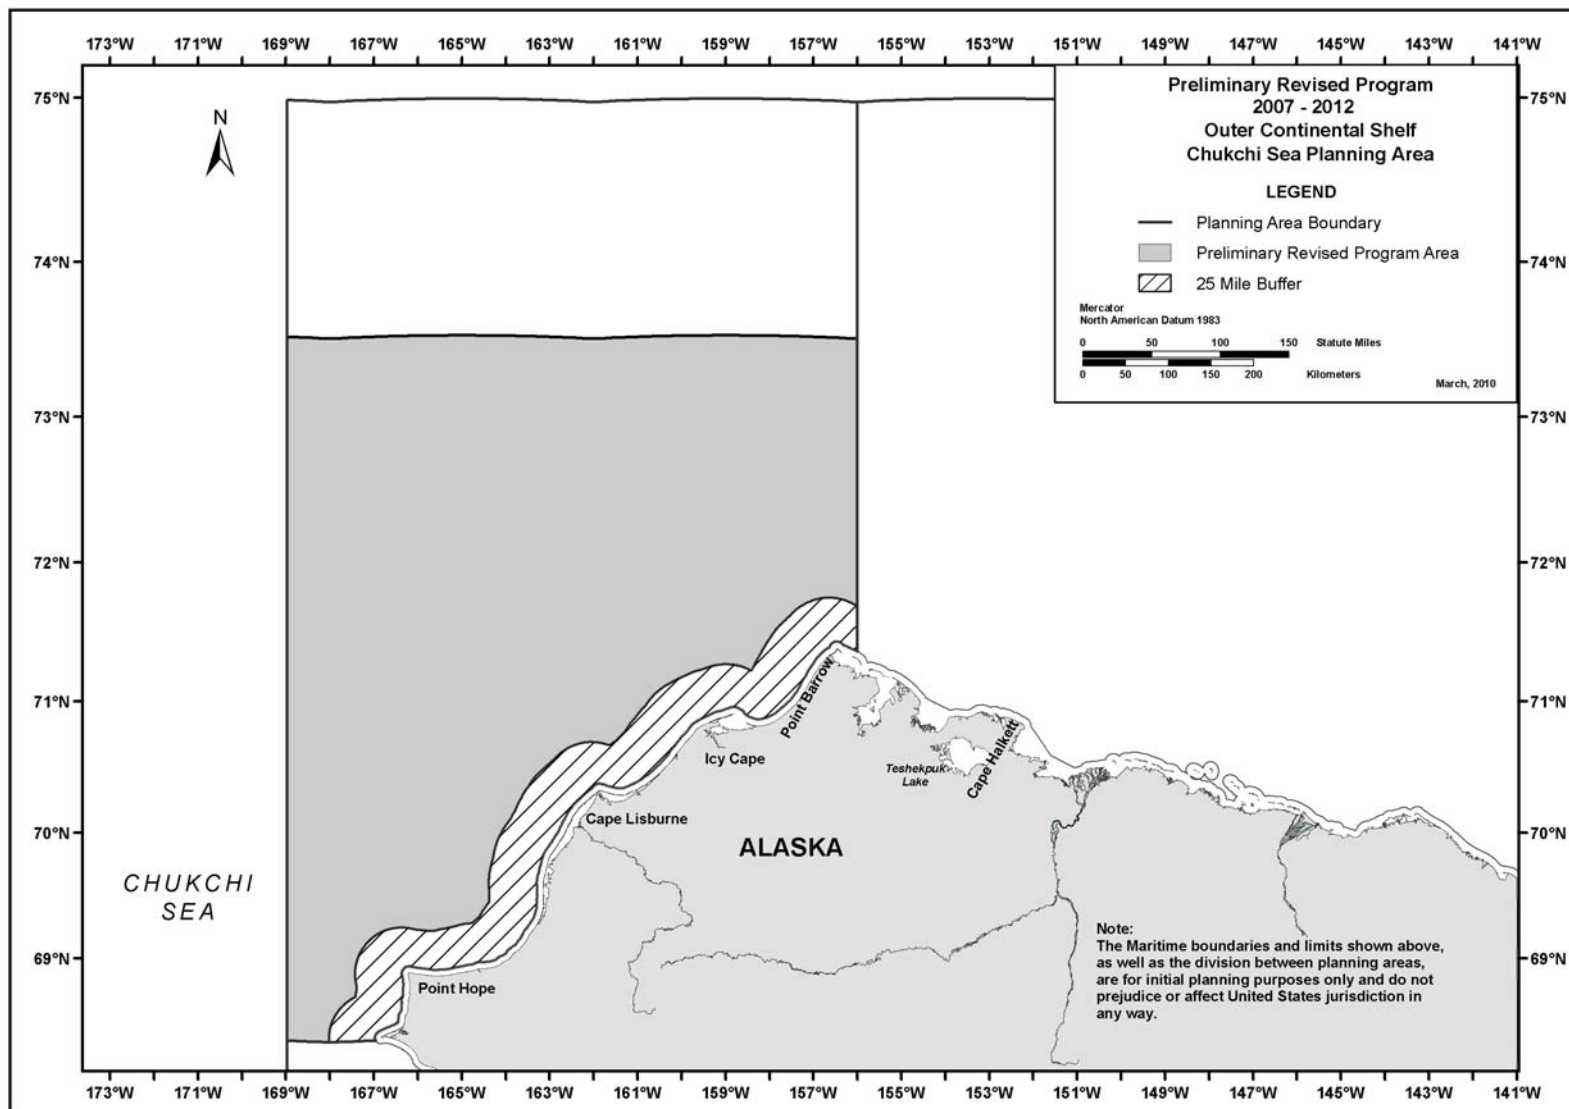 173°W 171°W 169°W 167°W 165°W 163°W 161°W 159°W 157°W 155°W 153°W 151°W 149°W 147°W 145°W 143°W 141°W
Preliminary Revised Program
2007 - 2012
Outer Continental Shelf
Chukchi Sea Planning Area
LEGEND
Planning Area Boundary
Preliminary Revised Program Area
25 Mile Buffer
Mercator
North American Datum 1983
0 50 100 150 Statute Miles
0 50 100 150 200 Kilometers
March, 2010
N
75°N 75°N
74°N 74°N
73°N 73°N
72°N 72°N
71°N 71°N
70°N 70°N
69°N 69°N
Point Barrow
Icy Cape
Teshekpuk
Lake
Cape Halkett
Cape Lisburne
ALASKA
CHUKCHI
SEA
Point Hope
Note:
The Maritime boundaries and limits shown above,
as well as the division between planning areas,
are for initial planning purposes only and do not
prejudice or affect United States jurisdiction in
any way.
173°W 171°W 169°W 167°W 165°W 163°W 161°W 159°W 157°W 155°W 153°W 151°W 149°W 147°W 145°W 143°W 141°W